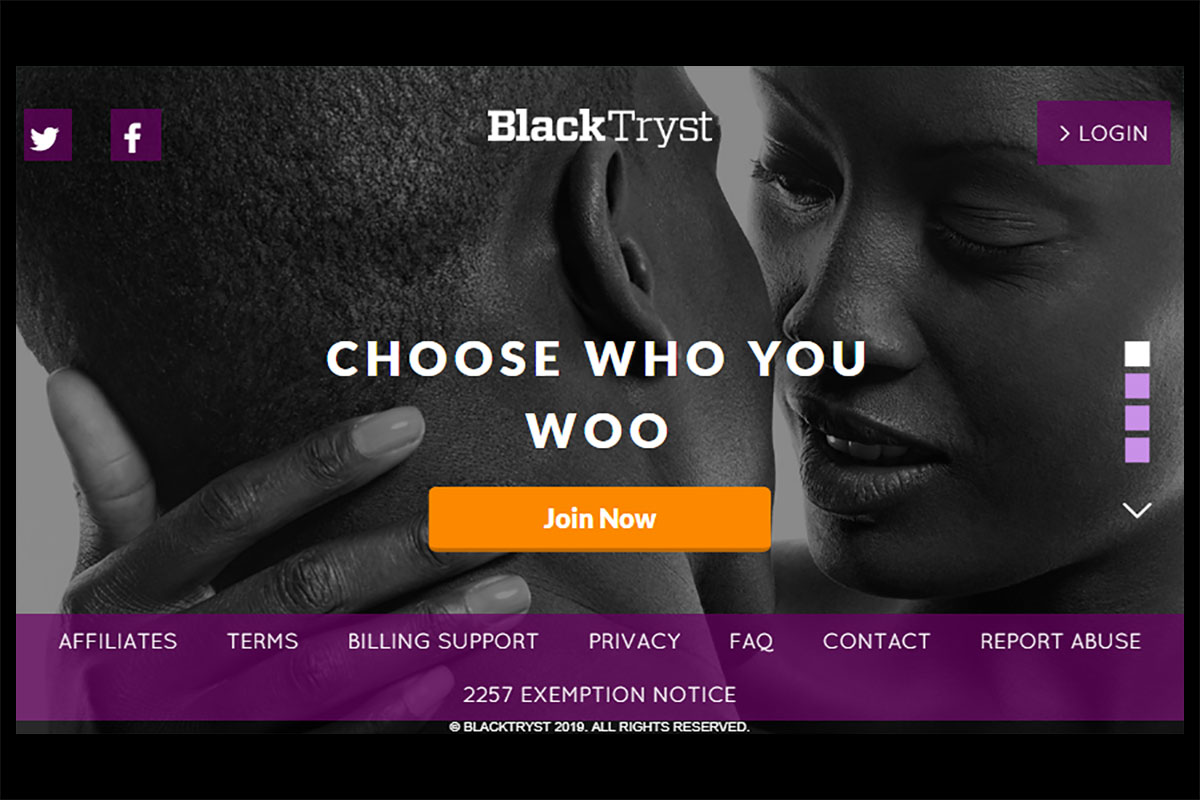 BlackTryst
> LOGIN
CHOOSE WHO YOU
WOO
Join Now
AFFILIATES TERMS BILLING SUPPORT PRIVACY FAQ CONTACT REPORT ABUSE
2257 EXEMPTION NOTICE
© BLACKTRYST 2019. ALL RIGHTS RESERVED.